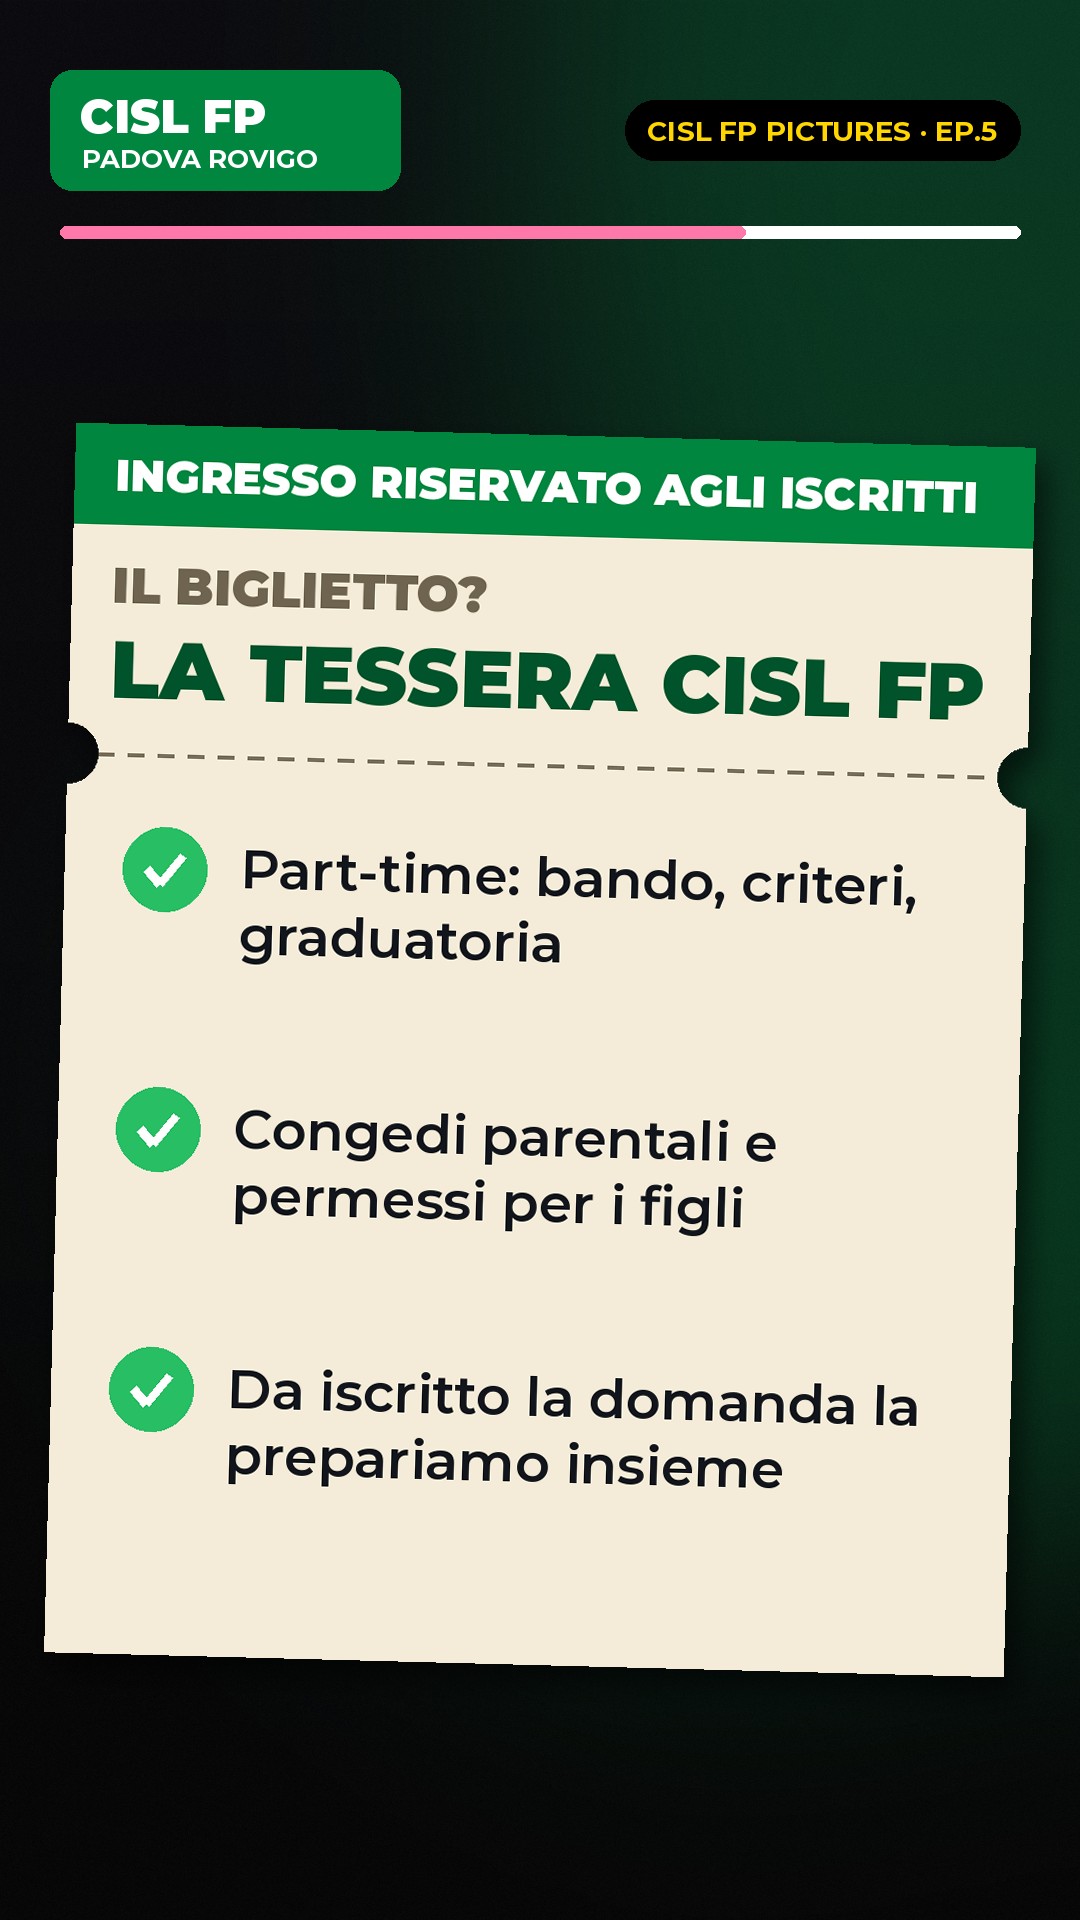 CISL FP
PADOVA ROVIGO
CISL FP PICTURES · EP.5
INGRESSO RISERVATO AGLI ISCRITTI
IL BIGLIETTO?
LA TESSERA CISL FP
Part-time: bando, criteri,
graduatoria
Congedi parentali e
permessi per i figli
Da iscritto la domanda la
prepariamo insieme